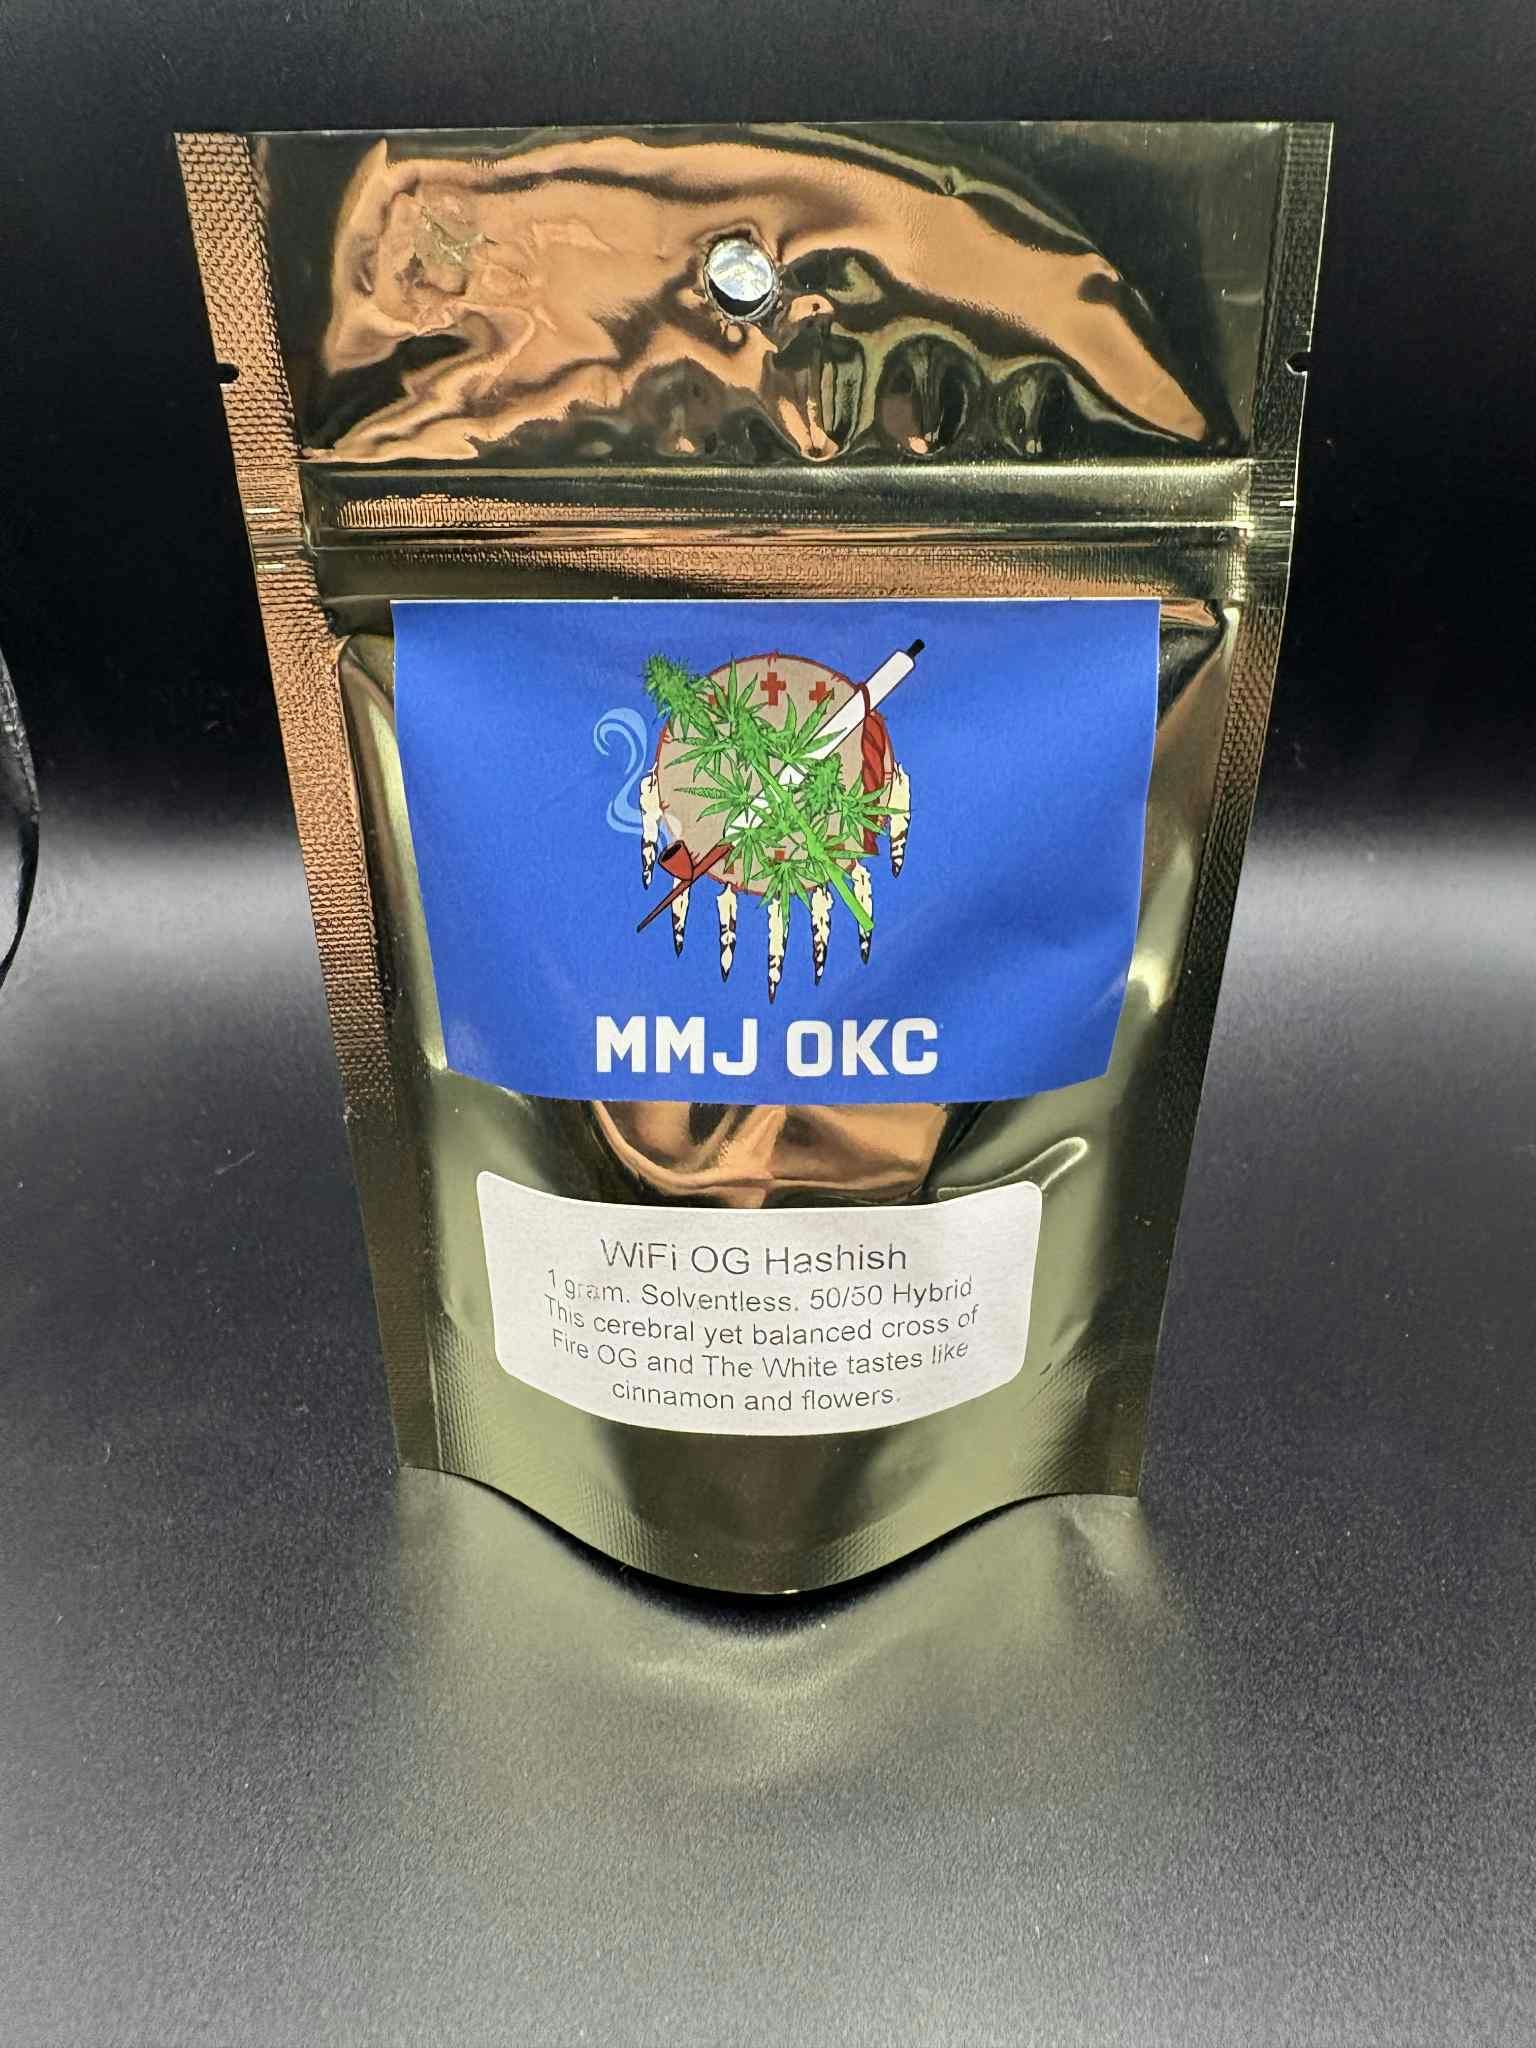 MMJ OKC
WiFi OG Hashish
1 gram. Solventless. 50/50 Hybrid
This cerebral yet balanced cross of
Fire OG and The White tastes like
cinnamon and flowers.